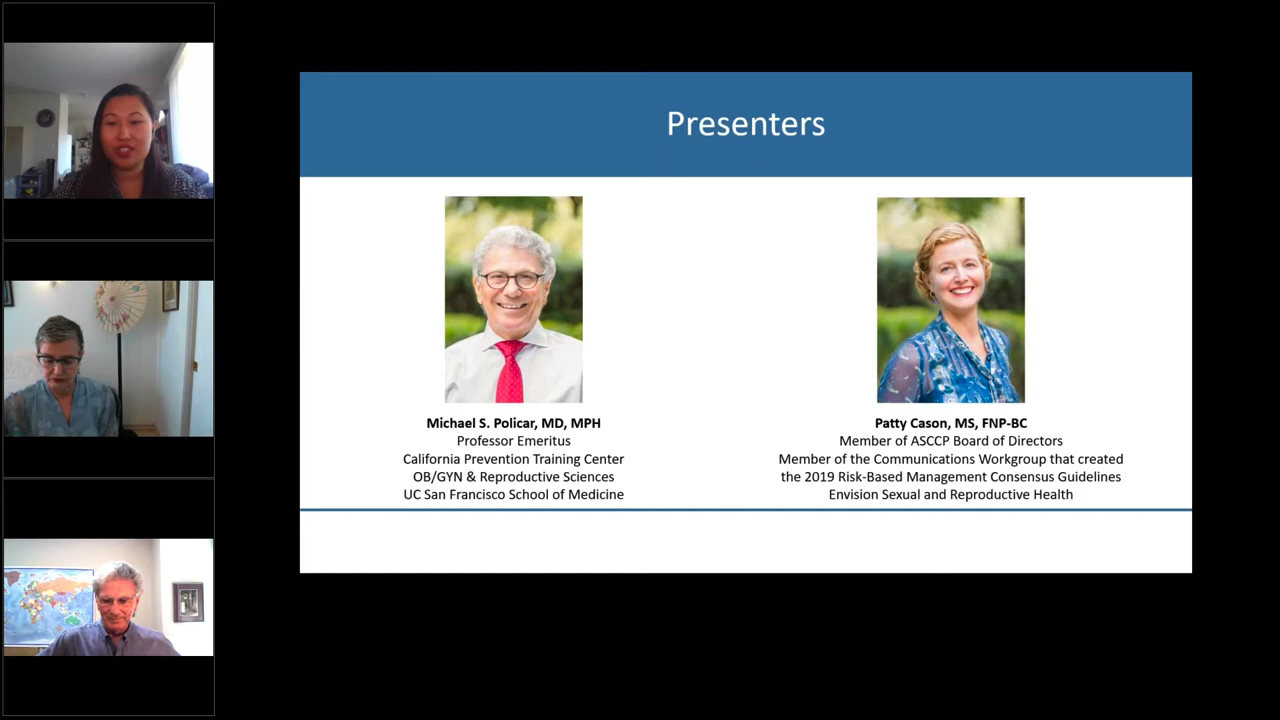 Presenters
Michael S. Policar, MD, MPH
Professor Emeritus
California Prevention Training Center
OB/GYN & Reproductive Sciences
UC San Francisco School of Medicine
Patty Cason, MS, FNP-BC
Member of ASCCP Board of Directors
Member of the Communications Workgroup that created
the 2019 Risk-Based Management Consensus Guidelines
Envision Sexual and Reproductive Health